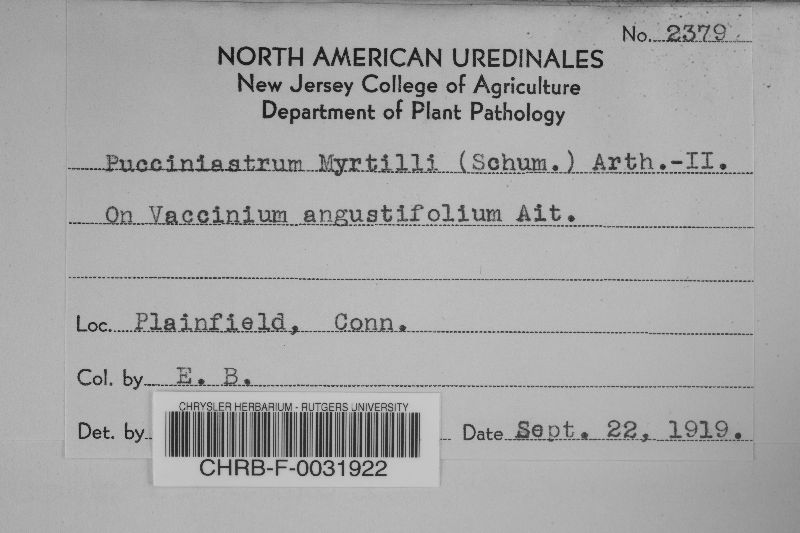 No. 2379
NORTH AMERICAN UREDINALES
New Jersey College of Agriculture
Department of Plant Pathology
Pucciniastrum Myrtilli (Schum.) Arth.-II.
On Vaccinium angustifolium Ait.
Loc. Plainfield, Conn.
Col. by E. B.
Det. by Date Sept. 22, 1919.
CHRYSLER HERBARIUM - RUTGERS UNIVERSITY
CHRB-F-0031922